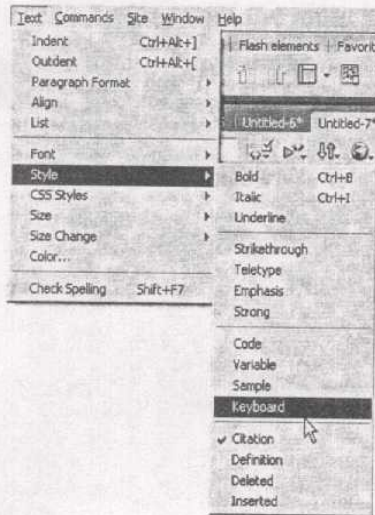 Text Commands Site Window Help
Indent Ctrl+Alt+]
Outdent Ctrl+Alt+[
Paragraph Format
Align
List
Font
Style
CSS Styles
Size
Size Change
Color...
Check Spelling Shift+F7
Flash elements Favorit
Untitled-6* Untitled-7*
Bold Ctrl+B
Italic Ctrl+I
Underline
Strikethrough
Teletype
Emphasis
Strong
Code
Variable
Sample
Keyboard
Citation
Definition
Deleted
Inserted